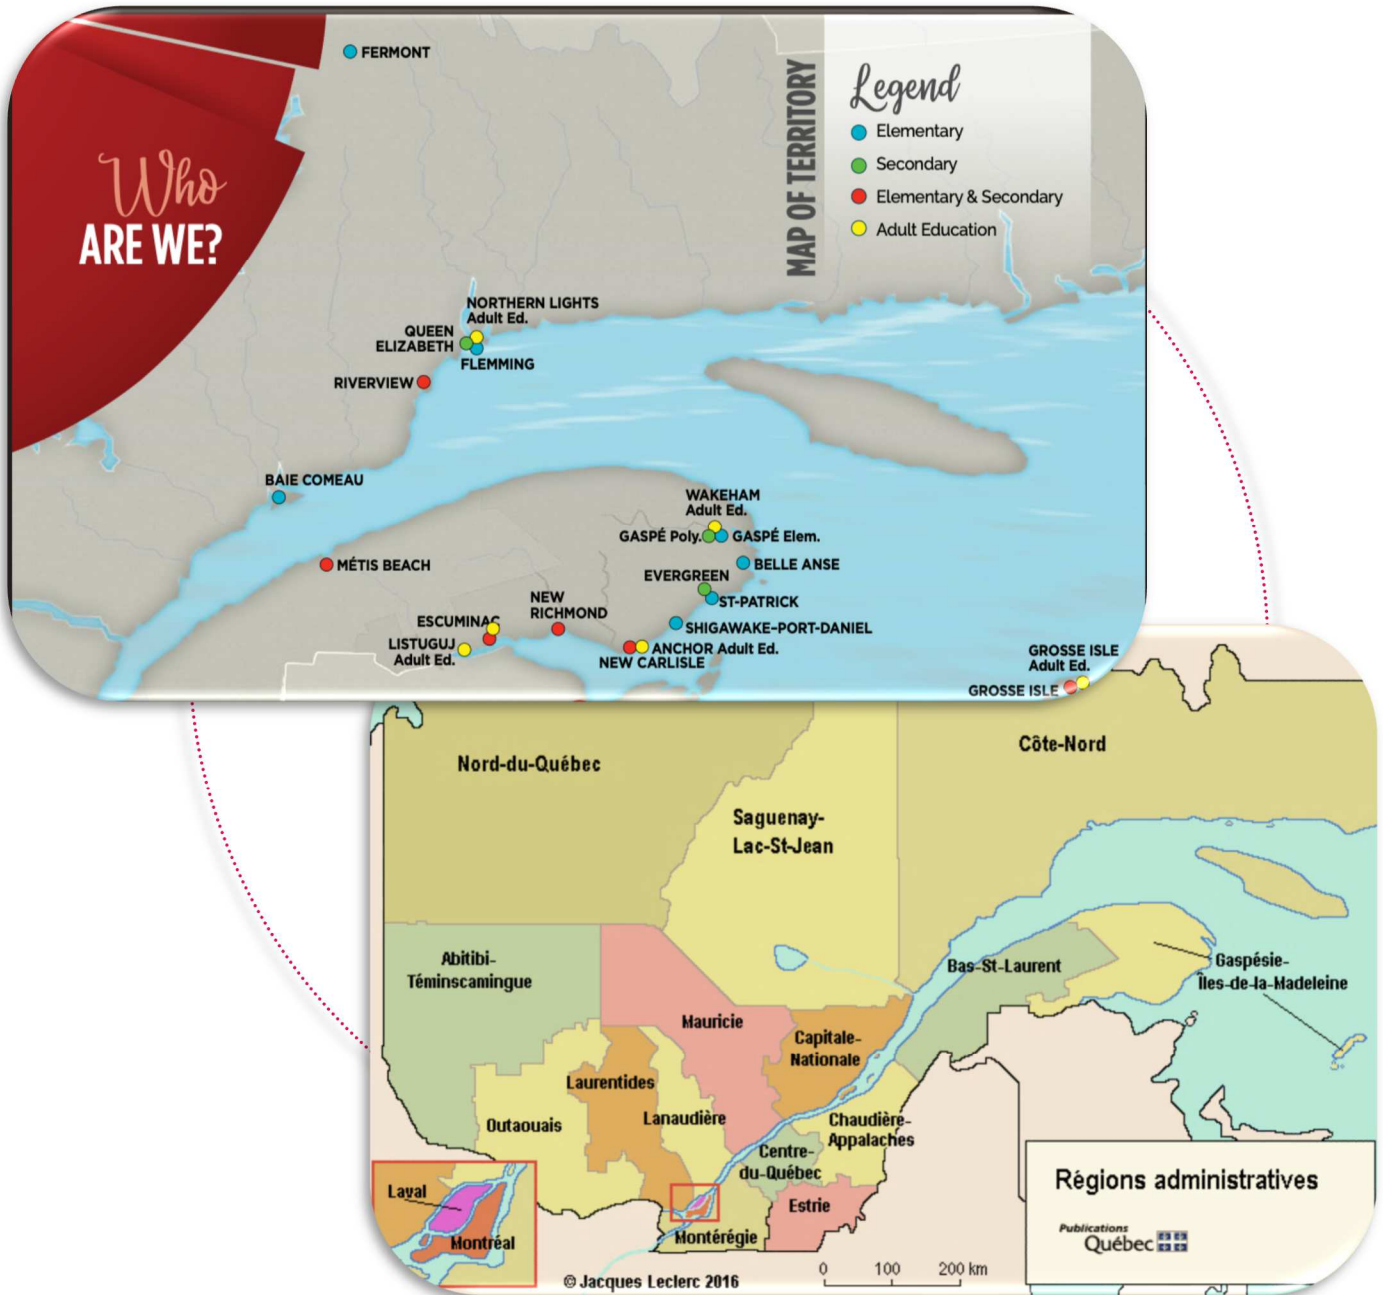 Who
ARE WE?
FERMONT
MAP OF TERRITORY
Legend
Elementary
Secondary
Elementary & Secondary
Adult Education
NORTHERN LIGHTS
Adult Ed.
QUEEN
ELIZABETH
FLEMMING
RIVERVIEW
BAIE COMEAU
WAKEHAM
Adult Ed.
GASPÉ Poly.
GASPÉ Elem.
MÉTIS BEACH
BELLE ANSE
EVERGREEN
ST-PATRICK
NEW
RICHMOND
ESCUMINAC
SHIGAWAKE-PORT-DANIEL
LISTUGUJ
Adult Ed.
ANCHOR Adult Ed.
NEW CARLISLE
GROSSE ISLE
Adult Ed.
GROSSE ISLE
Côte-Nord
Nord-du-Québec
Saguenay-
Lac-St-Jean
Abitibi-
Téminscamingue
Bas-St-Laurent
Gaspésie-
Îles-de-la-Madeleine
Mauricie
Capitale-
Nationale
Laurentides
Lanaudière
Outaouais
Chaudière-
Appalaches
Centre-
du-Québec
Estrie
Montérégie
Laval
Montréal
Régions administratives
Publications
Québec
0 100 200 km
© Jacques Leclerc 2016